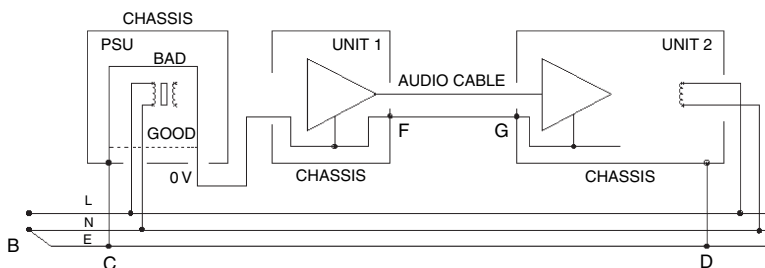 CHASSIS
PSU
BAD
UNIT 1
UNIT 2
AUDIO CABLE
GOOD
F
G
0 V
CHASSIS
CHASSIS
L
N
B
E
C
D